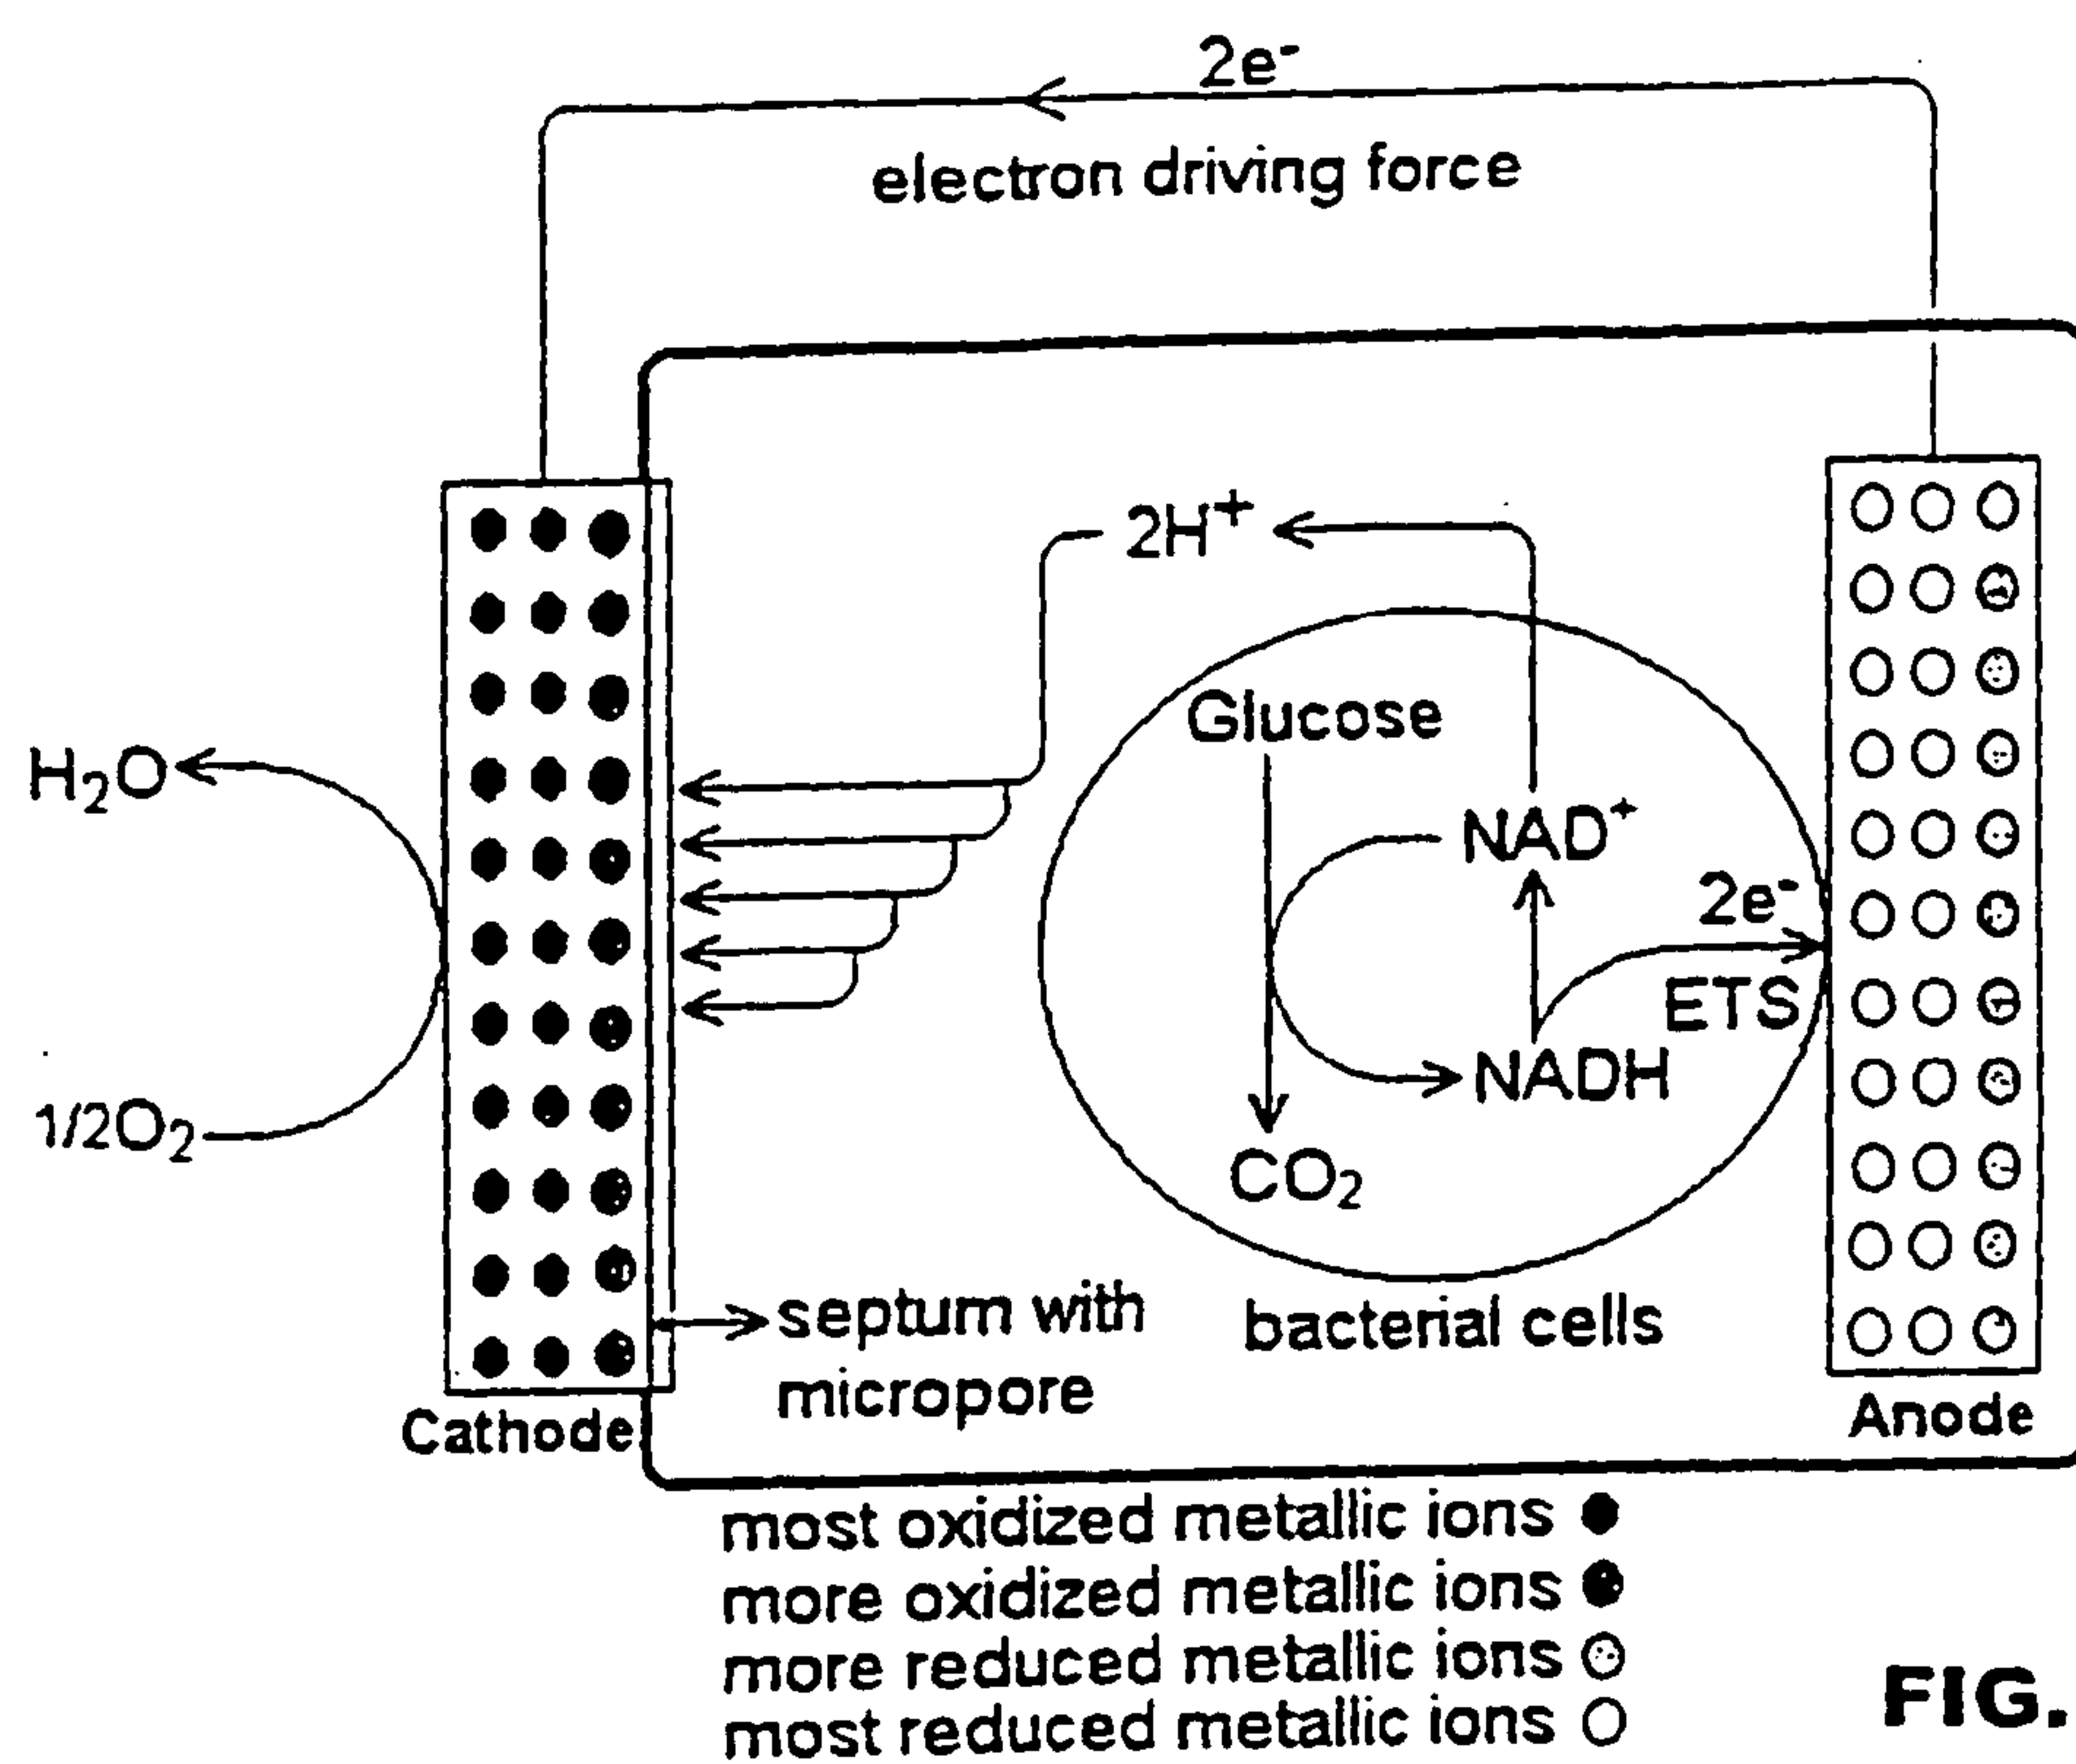 2e⁻
electron driving force
2H⁺
Glucose
H₂O
NAD⁺
2e⁻
ETS
NADH
1/2O₂
CO₂
septum with
micropore
bacterial cells
Cathode
Anode
most oxidized metallic ions
more oxidized metallic ions
more reduced metallic ions
most reduced metallic ions
FIG.